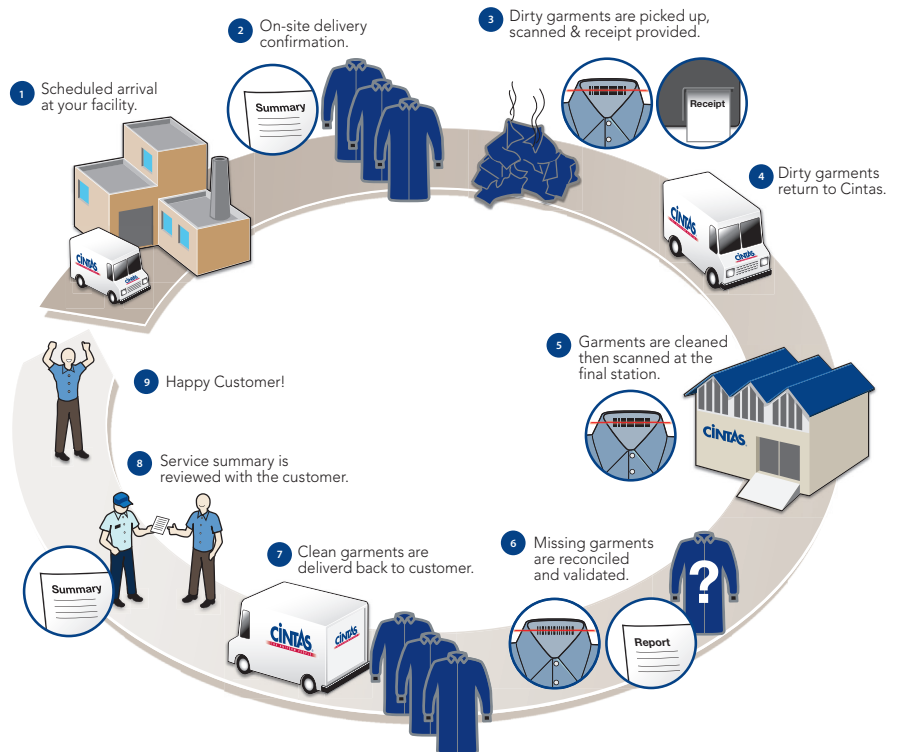 1
Scheduled arrival
at your facility.
CINTAS
CINTAS
2
On-site delivery
confirmation.
Summary
3
Dirty garments are picked up,
scanned & receipt provided.
Receipt
4
Dirty garments
return to Cintas.
CINTAS
CINTAS
5
Garments are cleaned
then scanned at the
final station.
CINTAS
6
Missing garments
are reconciled
and validated.
?
Report
7
Clean garments are
deliverd back to customer.
CINTAS
CINTAS
8
Service summary is
reviewed with the customer.
Summary
9
Happy Customer!